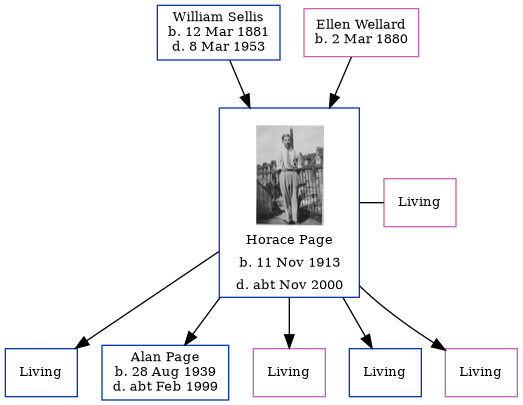 William Sellis
b. 12 Mar 1881
d. 8 Mar 1953
Ellen Wellard
b. 2 Mar 1880
Horace Page
b. 11 Nov 1913
d. abt Nov 2000
Living
Living
Alan Page
b. 28 Aug 1939
d. abt Feb 1999
Living
Living
Living